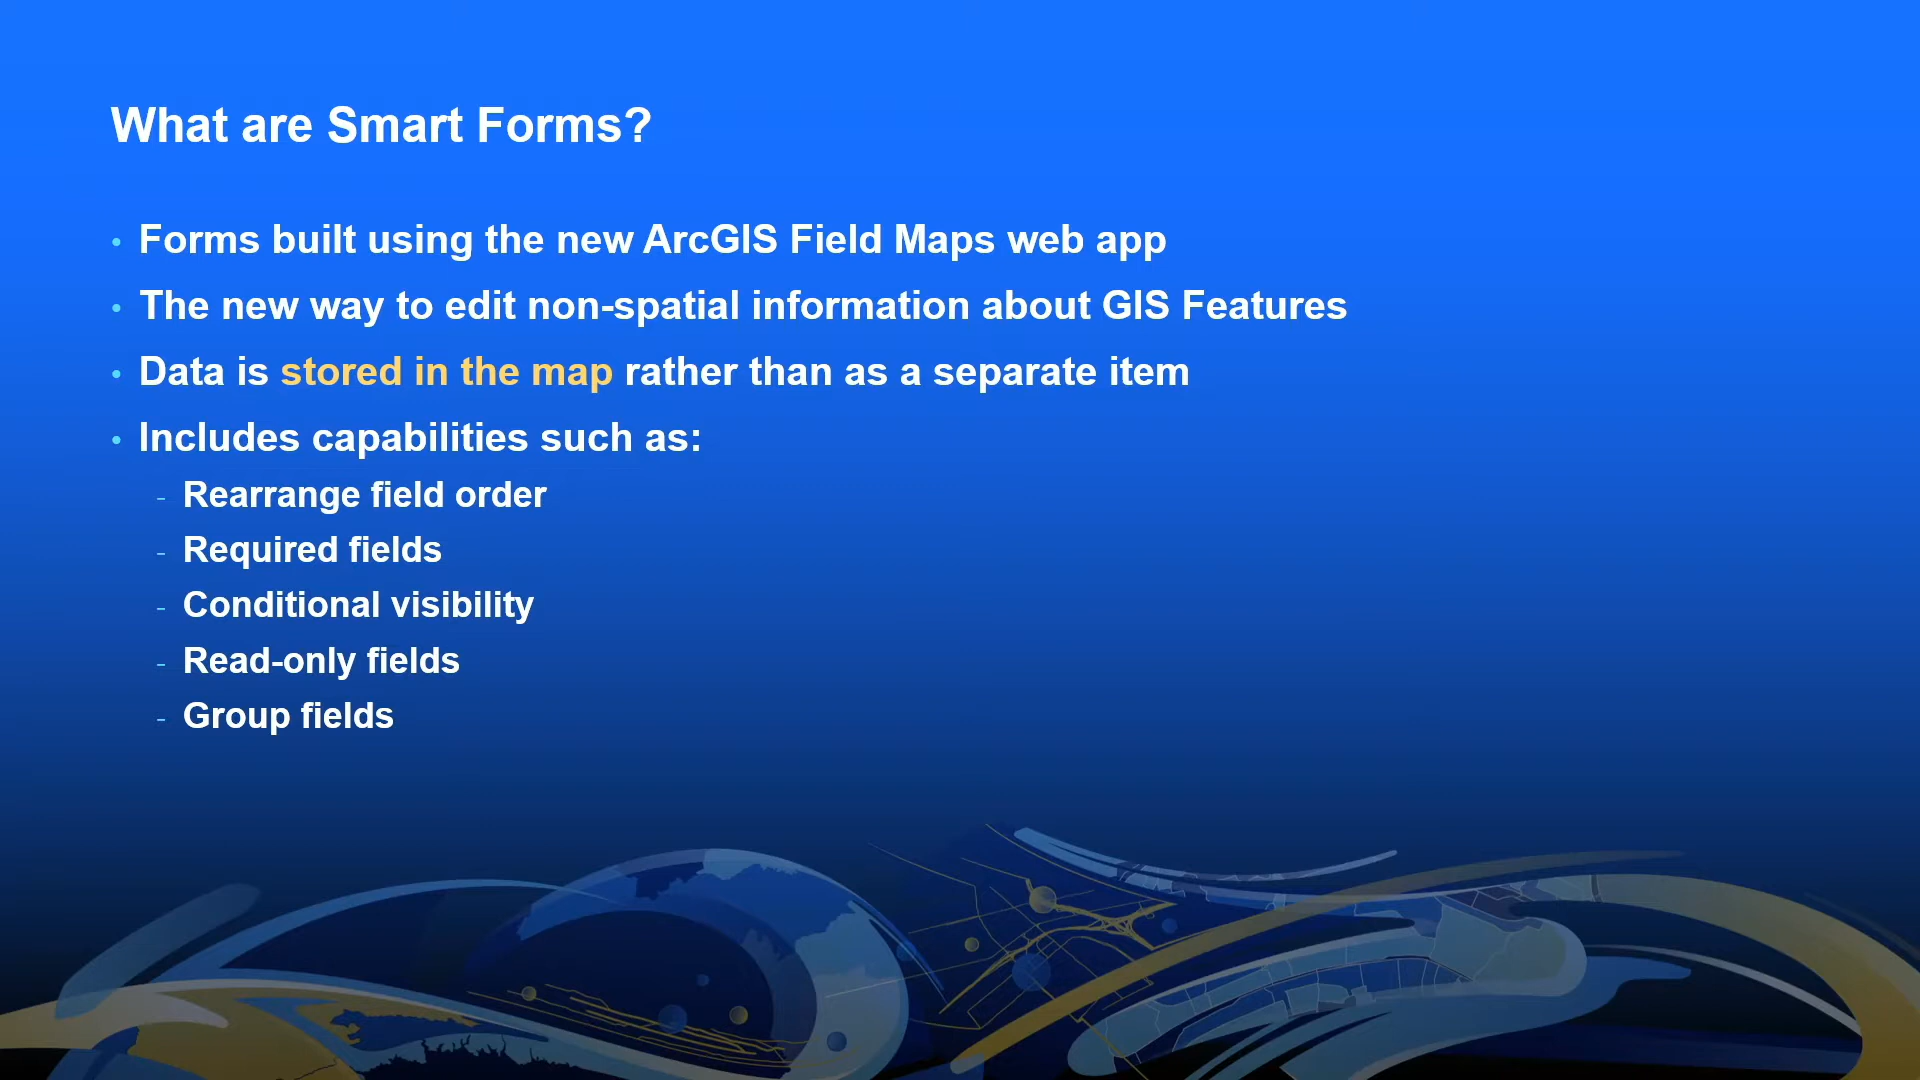 What are Smart Forms?
• Forms built using the new ArcGIS Field Maps web app
• The new way to edit non-spatial information about GIS Features
• Data is stored in the map rather than as a separate item
• Includes capabilities such as:
- Rearrange field order
- Required fields
- Conditional visibility
- Read-only fields
- Group fields